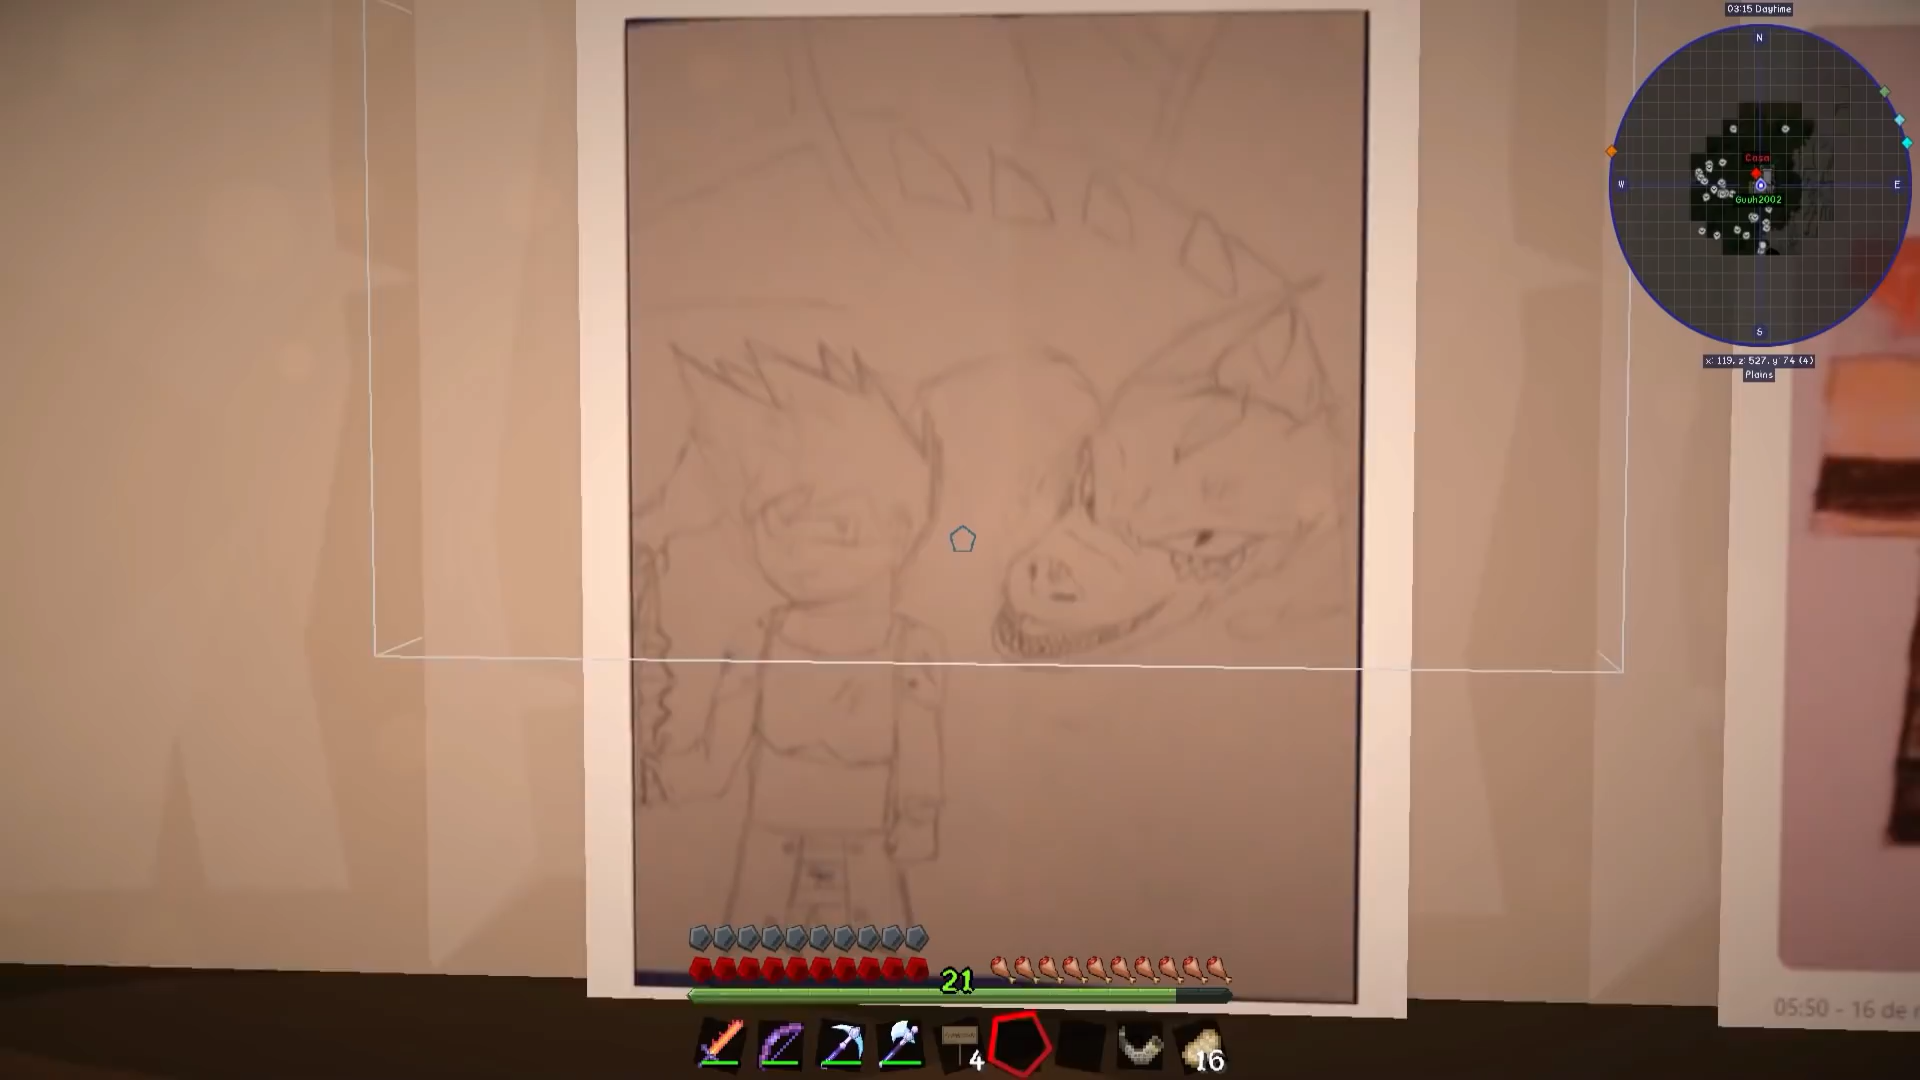 03:15 Daytime
N
Casa
W
E
Guuh2002
S
x: 119, z: 527, y: 74 (4)
Plains
05:50 - 16 de
21
4
16